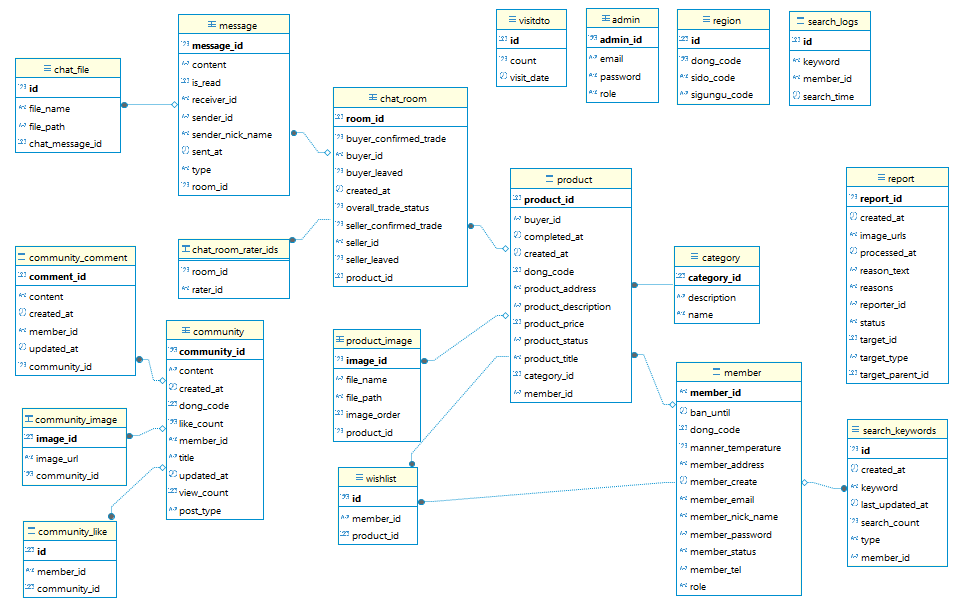 message
message_id
content
is_read
receiver_id
sender_id
sender_nick_name
sent_at
type
room_id
visitdto
id
count
visit_date
admin
admin_id
email
password
role
region
id
dong_code
sido_code
sigungu_code
search_logs
id
keyword
member_id
search_time
chat_file
id
file_name
file_path
chat_message_id
chat_room
room_id
buyer_confirmed_trade
buyer_id
buyer_leaved
created_at
overall_trade_status
seller_confirmed_trade
seller_id
seller_leaved
product_id
product
product_id
buyer_id
completed_at
created_at
dong_code
product_address
product_description
product_price
product_status
product_title
category_id
member_id
report
report_id
created_at
image_urls
processed_at
reason_text
reasons
reporter_id
status
target_id
target_type
target_parent_id
chat_room_rater_ids
room_id
rater_id
community_comment
comment_id
content
created_at
member_id
updated_at
community_id
category
category_id
description
name
community
community_id
content
created_at
dong_code
like_count
member_id
title
updated_at
view_count
post_type
product_image
image_id
file_name
file_path
image_order
product_id
member
member_id
ban_until
dong_code
manner_temperature
member_address
member_create
member_email
member_nick_name
member_password
member_status
member_tel
role
community_image
image_id
image_url
community_id
search_keywords
id
created_at
keyword
last_updated_at
search_count
type
member_id
wishlist
id
member_id
product_id
community_like
id
member_id
community_id